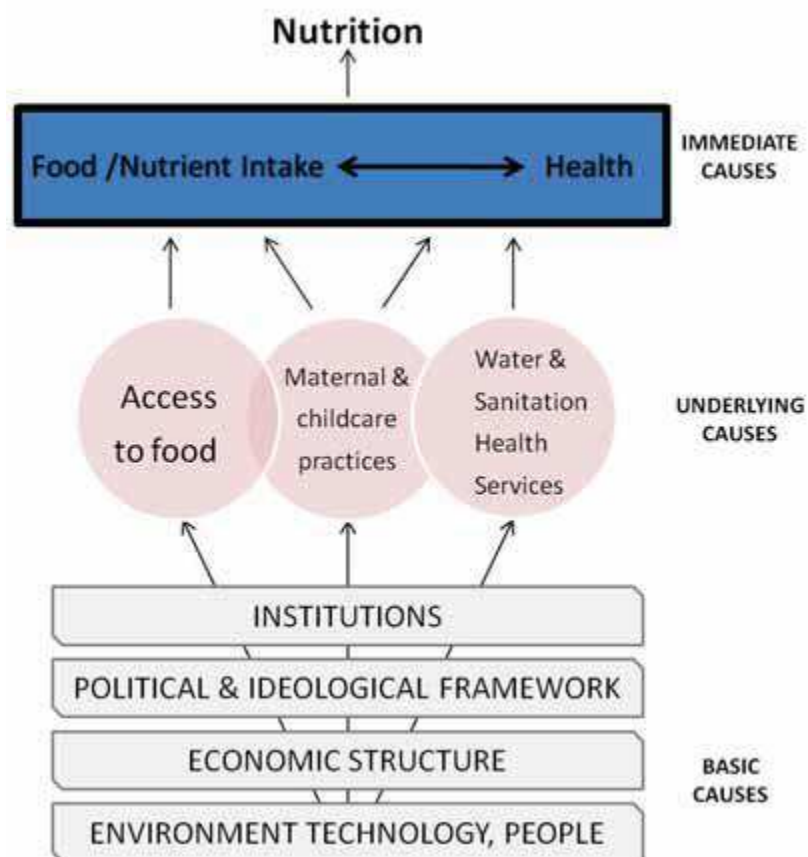 Nutrition
Food /Nutrient Intake
Health
IMMEDIATE
CAUSES
Access
to food
Maternal &
childcare
practices
Water &
Sanitation
Health
Services
UNDERLYING
CAUSES
INSTITUTIONS
POLITICAL & IDEOLOGICAL FRAMEWORK
ECONOMIC STRUCTURE
ENVIRONMENT TECHNOLOGY, PEOPLE
BASIC
CAUSES